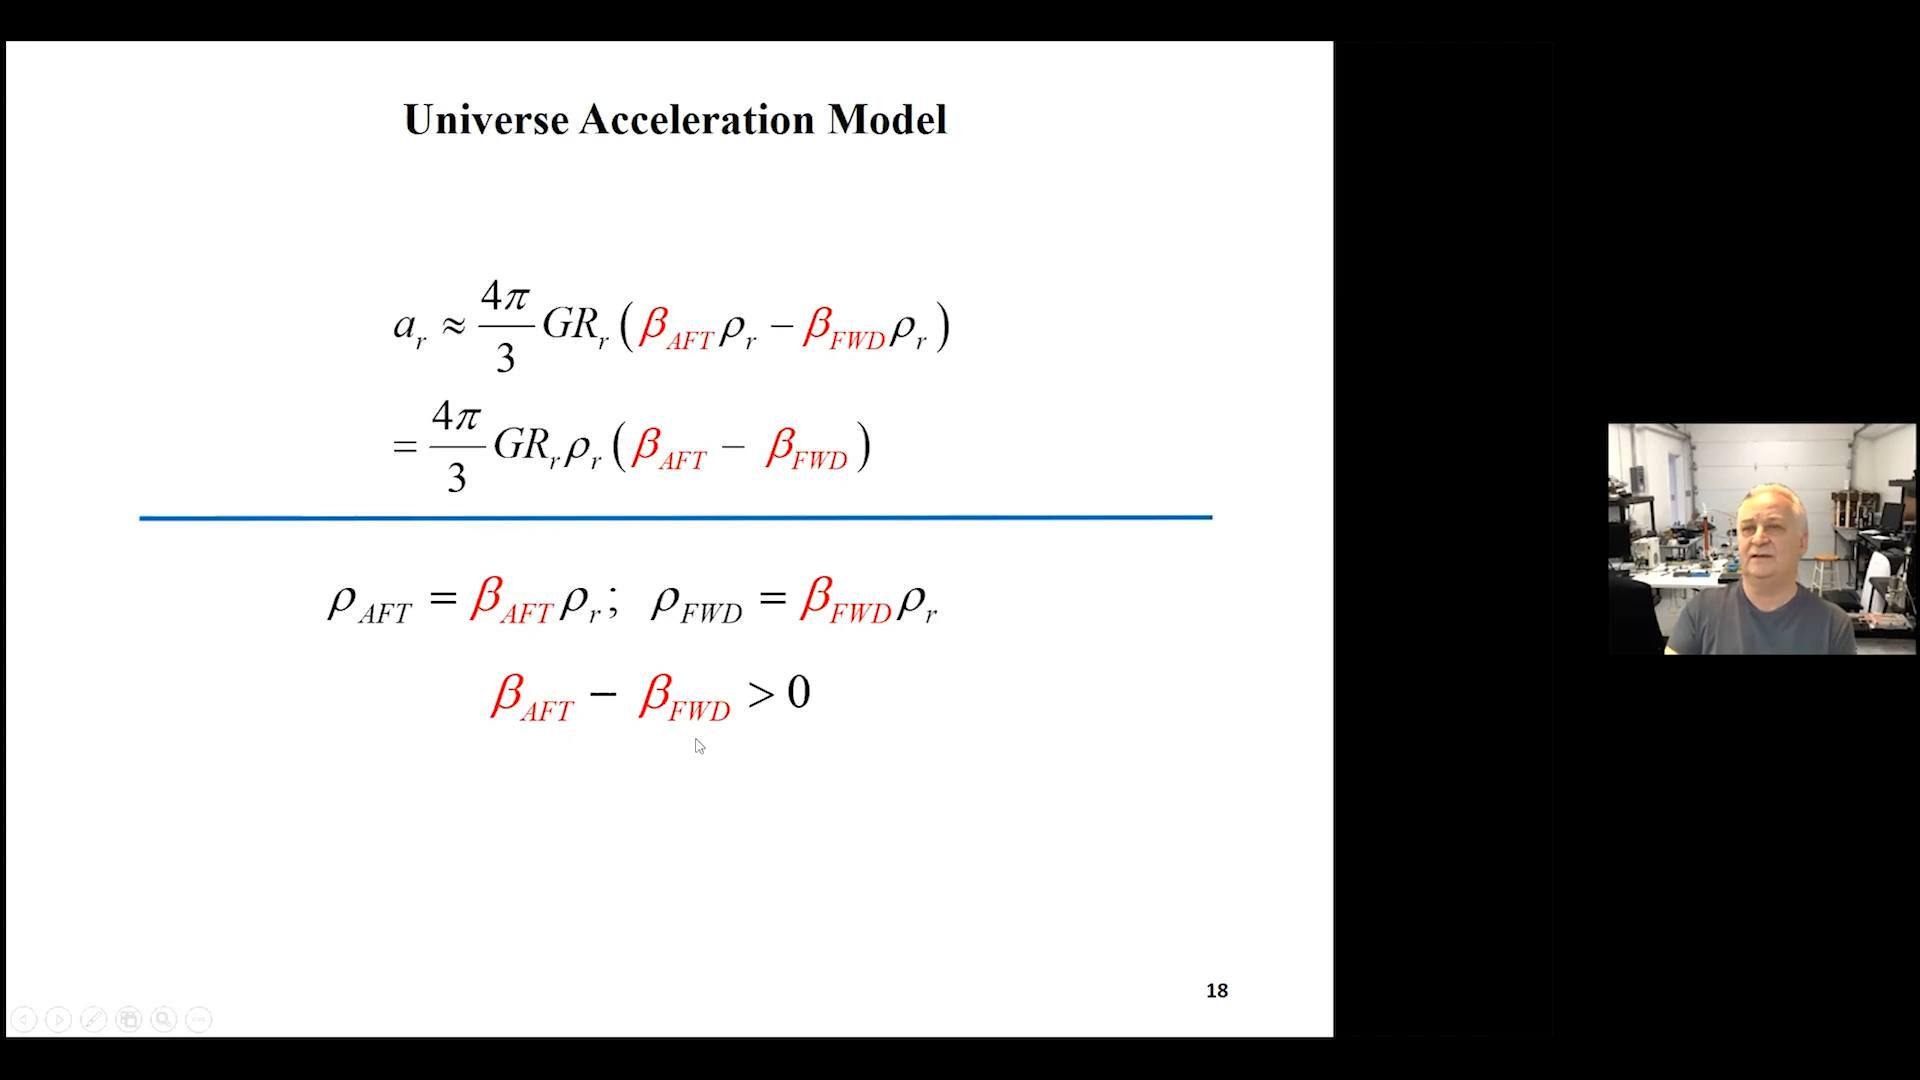 Universe Acceleration Model
a_r ≈ 4π/3 GR_r (β_AFT ρ_r − β_FWD ρ_r)
= 4π/3 GR_r ρ_r (β_AFT − β_FWD)
ρ_AFT = β_AFT ρ_r ; ρ_FWD = β_FWD ρ_r
β_AFT − β_FWD > 0
18